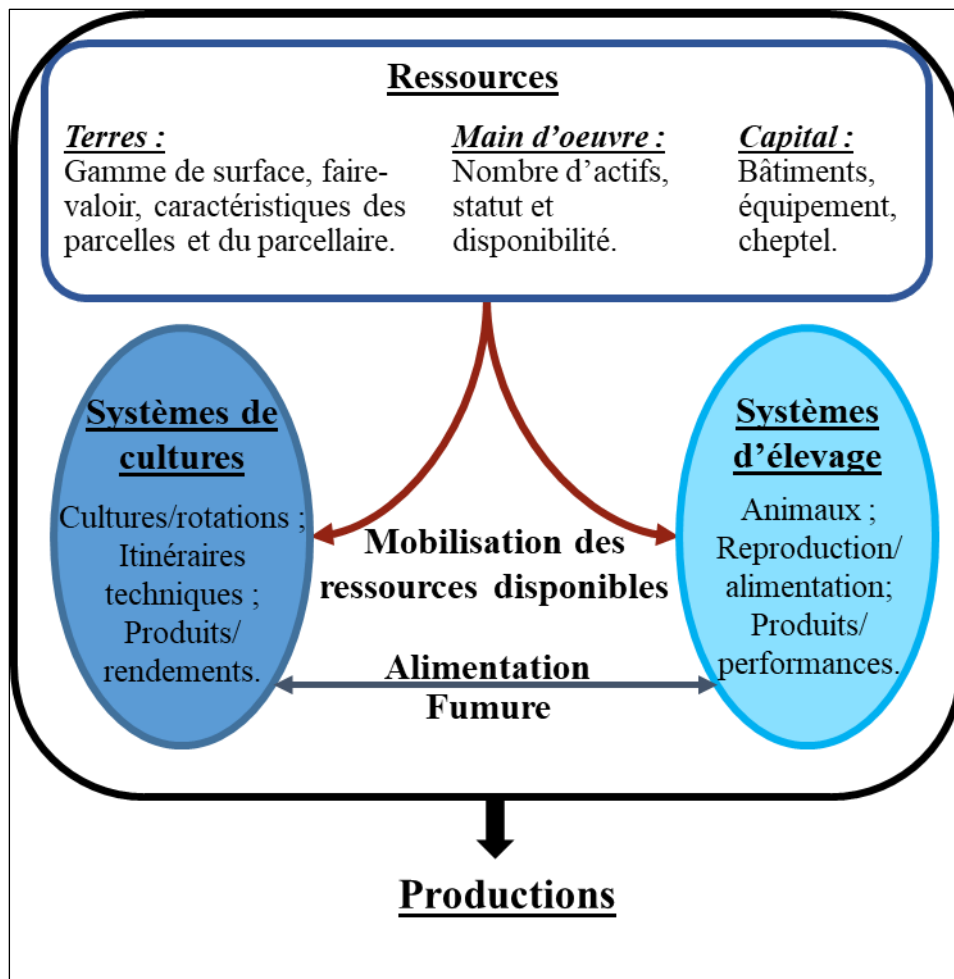 Ressources
Terres :
Gamme de surface, faire-
valoir, caractéristiques des
parcelles et du parcellaire.
Main d'oeuvre :
Nombre d'actifs,
statut et
disponibilité.
Capital :
Bâtiments,
équipement,
cheptel.
Systèmes de
cultures
Cultures/rotations ;
Itinéraires
techniques ;
Produits/
rendements.
Mobilisation des
ressources disponibles
Alimentation
Fumure
Systèmes
d'élevage
Animaux ;
Reproduction/
alimentation;
Produits/
performances.
Productions